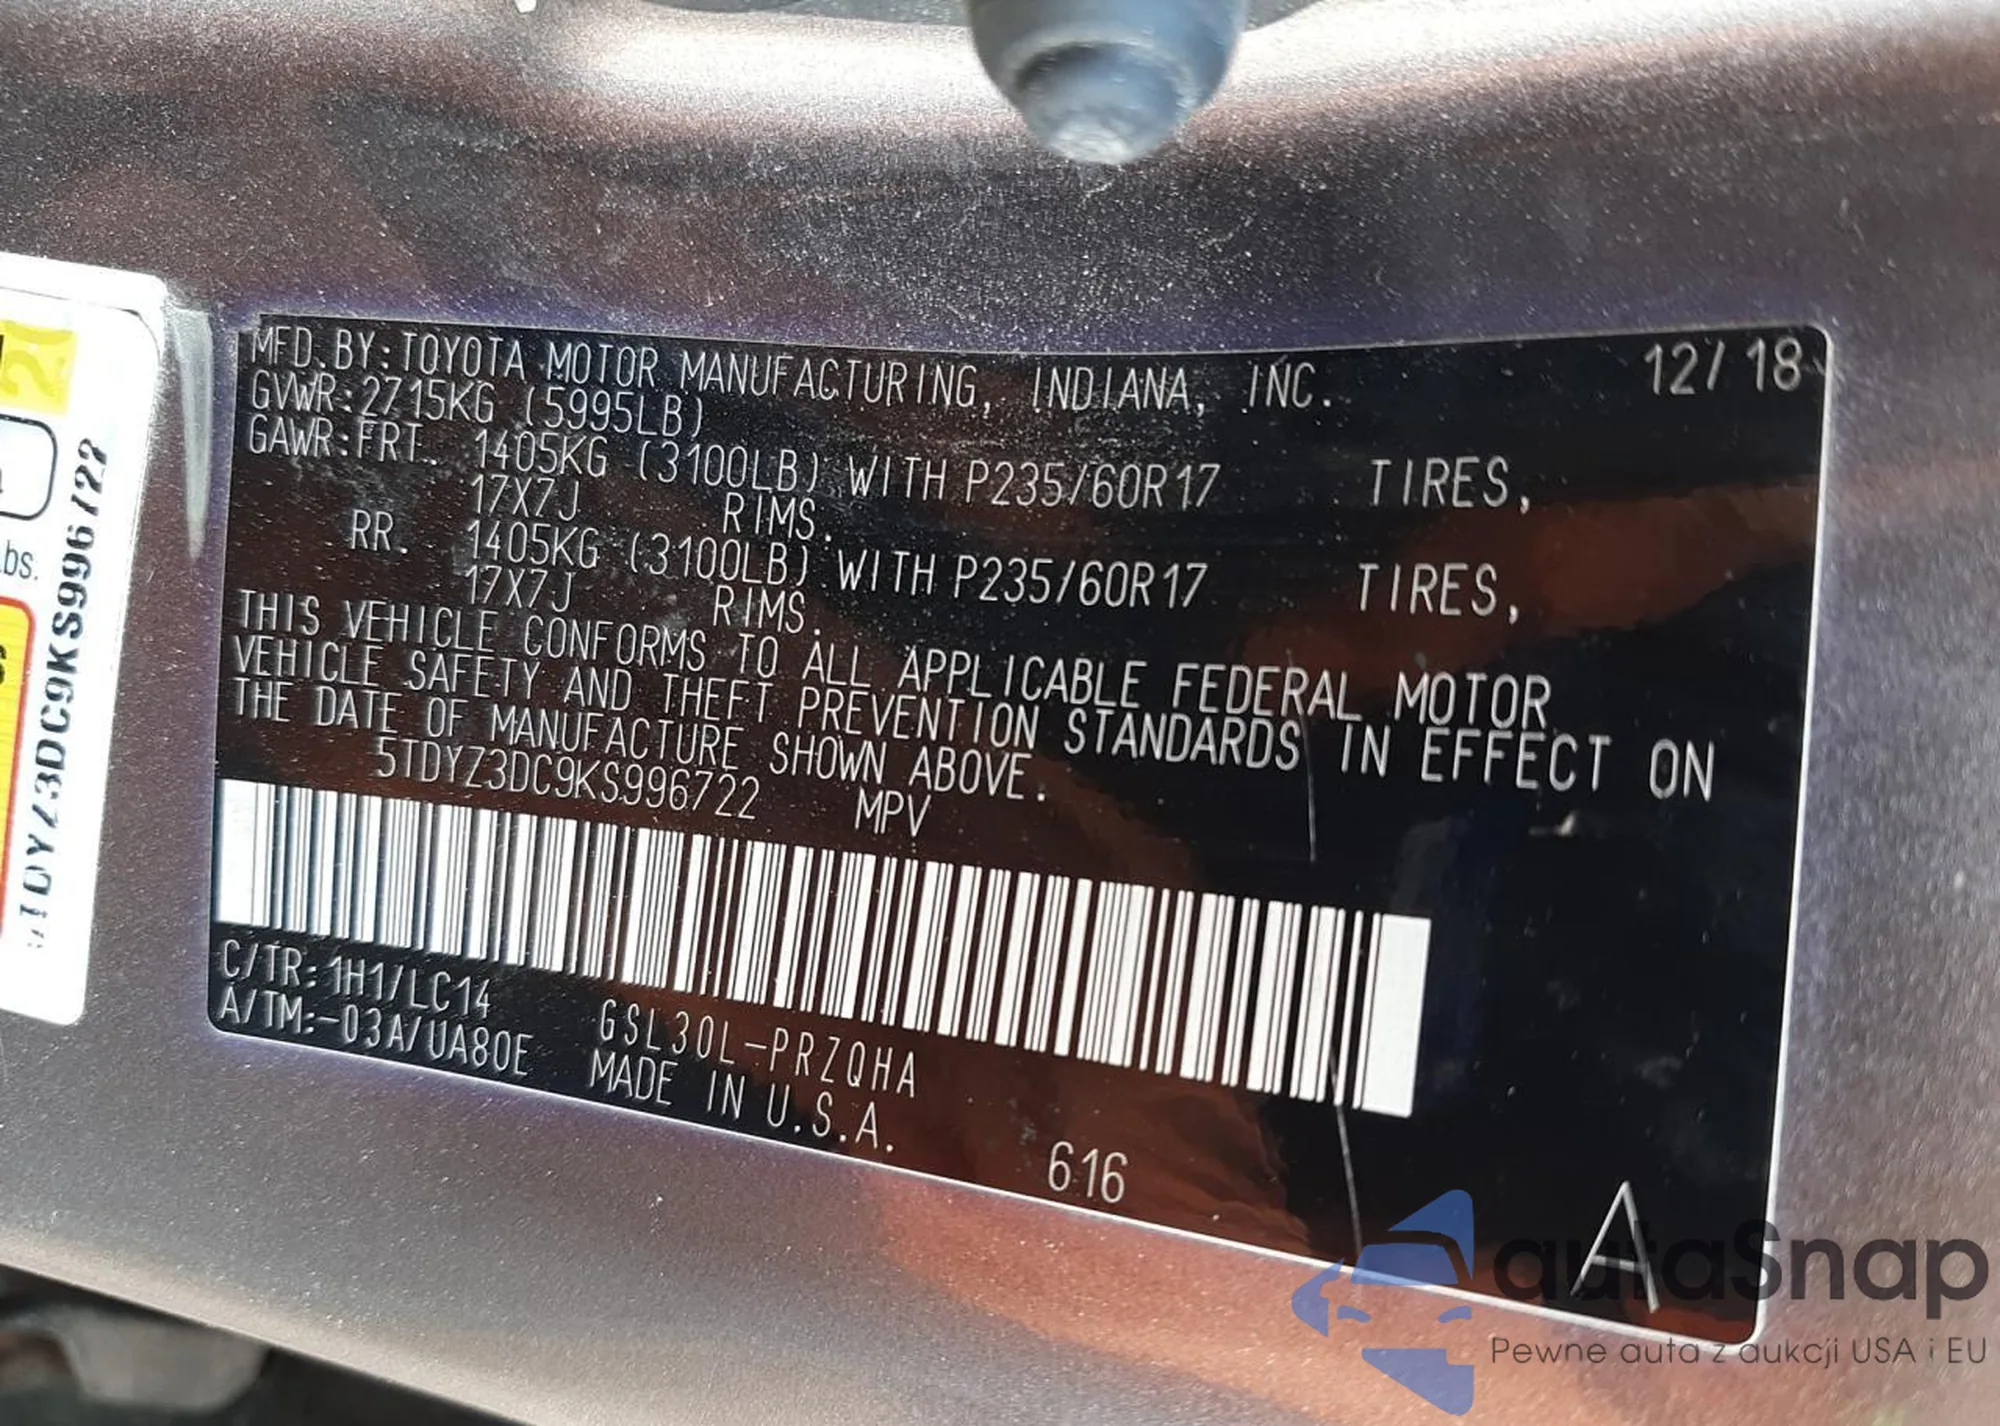 MFD. BY: TOYOTA MOTOR MANUFACTURING, INDIANA, INC. 12/18
GVWR: 2715KG (5995LB)
GAWR: FRT. 1405KG (3100LB) WITH P235/60R17 TIRES,
17X7J RIMS.
RR. 1405KG (3100LB) WITH P235/60R17 TIRES,
17X7J RIMS.
THIS VEHICLE CONFORMS TO ALL APPLICABLE FEDERAL MOTOR
VEHICLE SAFETY AND THEFT PREVENTION STANDARDS IN EFFECT ON
THE DATE OF MANUFACTURE SHOWN ABOVE.
5TDYZ3DC9KS996722 MPV
C/TR: 1H1/LC14 GSL30L-PRZQHA
A/TM: -03A/UA80E MADE IN U.S.A.
616
A
5TDYZ3DC9KS996722
autaSnap
Pewne auta z aukcji USA i EU